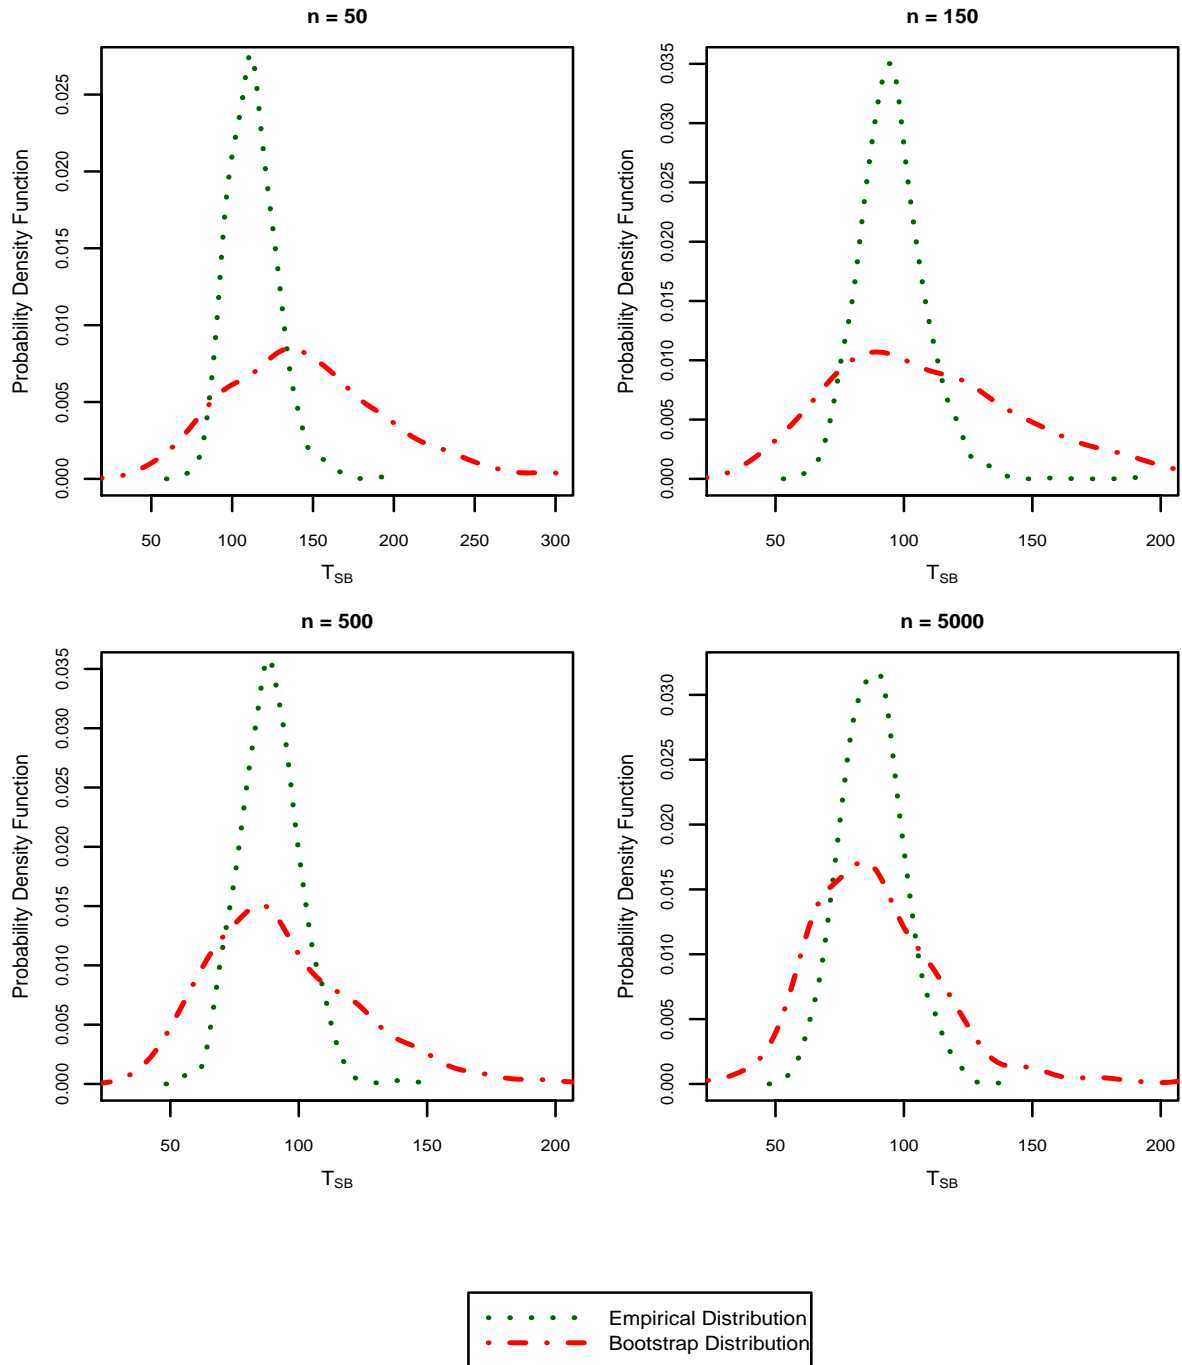 n = 50
Probability Density Function
0.000 0.005 0.010 0.015 0.020 0.025
50 100 150 200 250 300
T_SB
n = 150
Probability Density Function
0.000 0.005 0.010 0.015 0.020 0.025 0.030 0.035
50 100 150 200
T_SB
n = 500
Probability Density Function
0.000 0.005 0.010 0.015 0.020 0.025 0.030 0.035
50 100 150 200
T_SB
n = 5000
Probability Density Function
0.000 0.005 0.010 0.015 0.020 0.025 0.030
50 100 150 200
T_SB
Empirical Distribution
Bootstrap Distribution